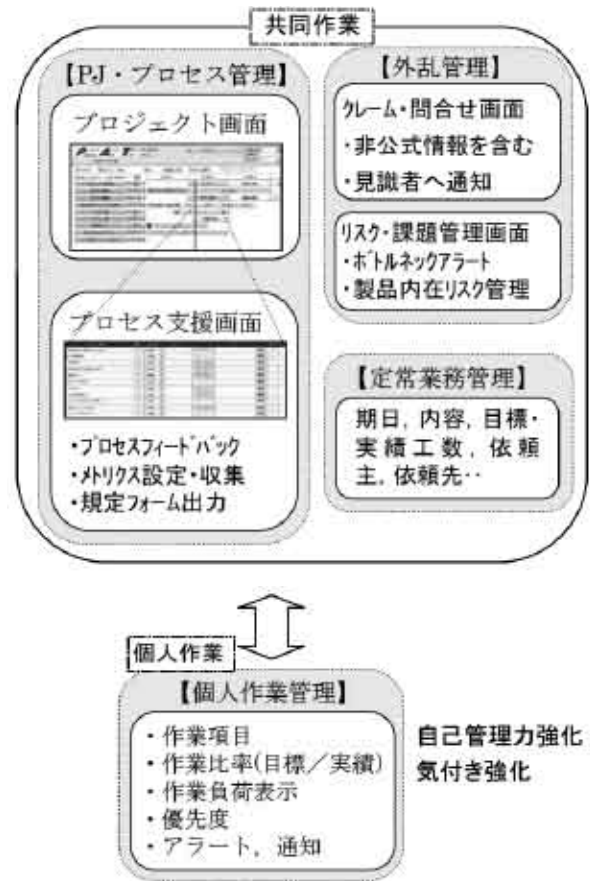 共同作業
【PJ・プロセス管理】
プロジェクト画面
プロセス支援画面
・プロセスフィードバック
・メトリクス設定・収集
・規定フォーム出力
【外乱管理】
クレーム・問合せ画面
・非公式情報を含む
・見識者へ通知
リスク・課題管理画面
・ボトルネックアラート
・製品内在リスク管理
【定常業務管理】
期日，内容，目標・
実績工数，依頼
主，依頼先‥
個人作業
【個人作業管理】
・作業項目
・作業比率(目標／実績)
・作業負荷表示
・優先度
・アラート，通知
自己管理力強化
気付き強化